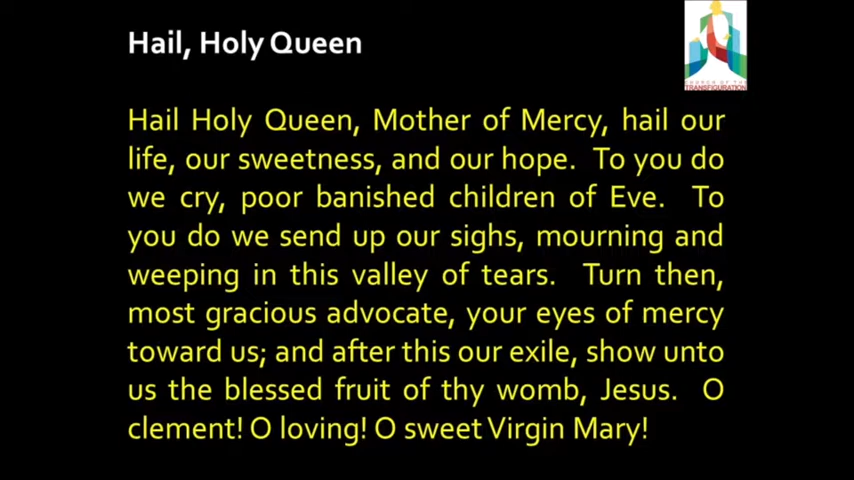 Hail, Holy Queen
CHURCH OF THE
TRANSFIGURATION
Hail Holy Queen, Mother of Mercy, hail our
life, our sweetness, and our hope. To you do
we cry, poor banished children of Eve. To
you do we send up our sighs, mourning and
weeping in this valley of tears. Turn then,
most gracious advocate, your eyes of mercy
toward us; and after this our exile, show unto
us the blessed fruit of thy womb, Jesus. O
clement! O loving! O sweet Virgin Mary!